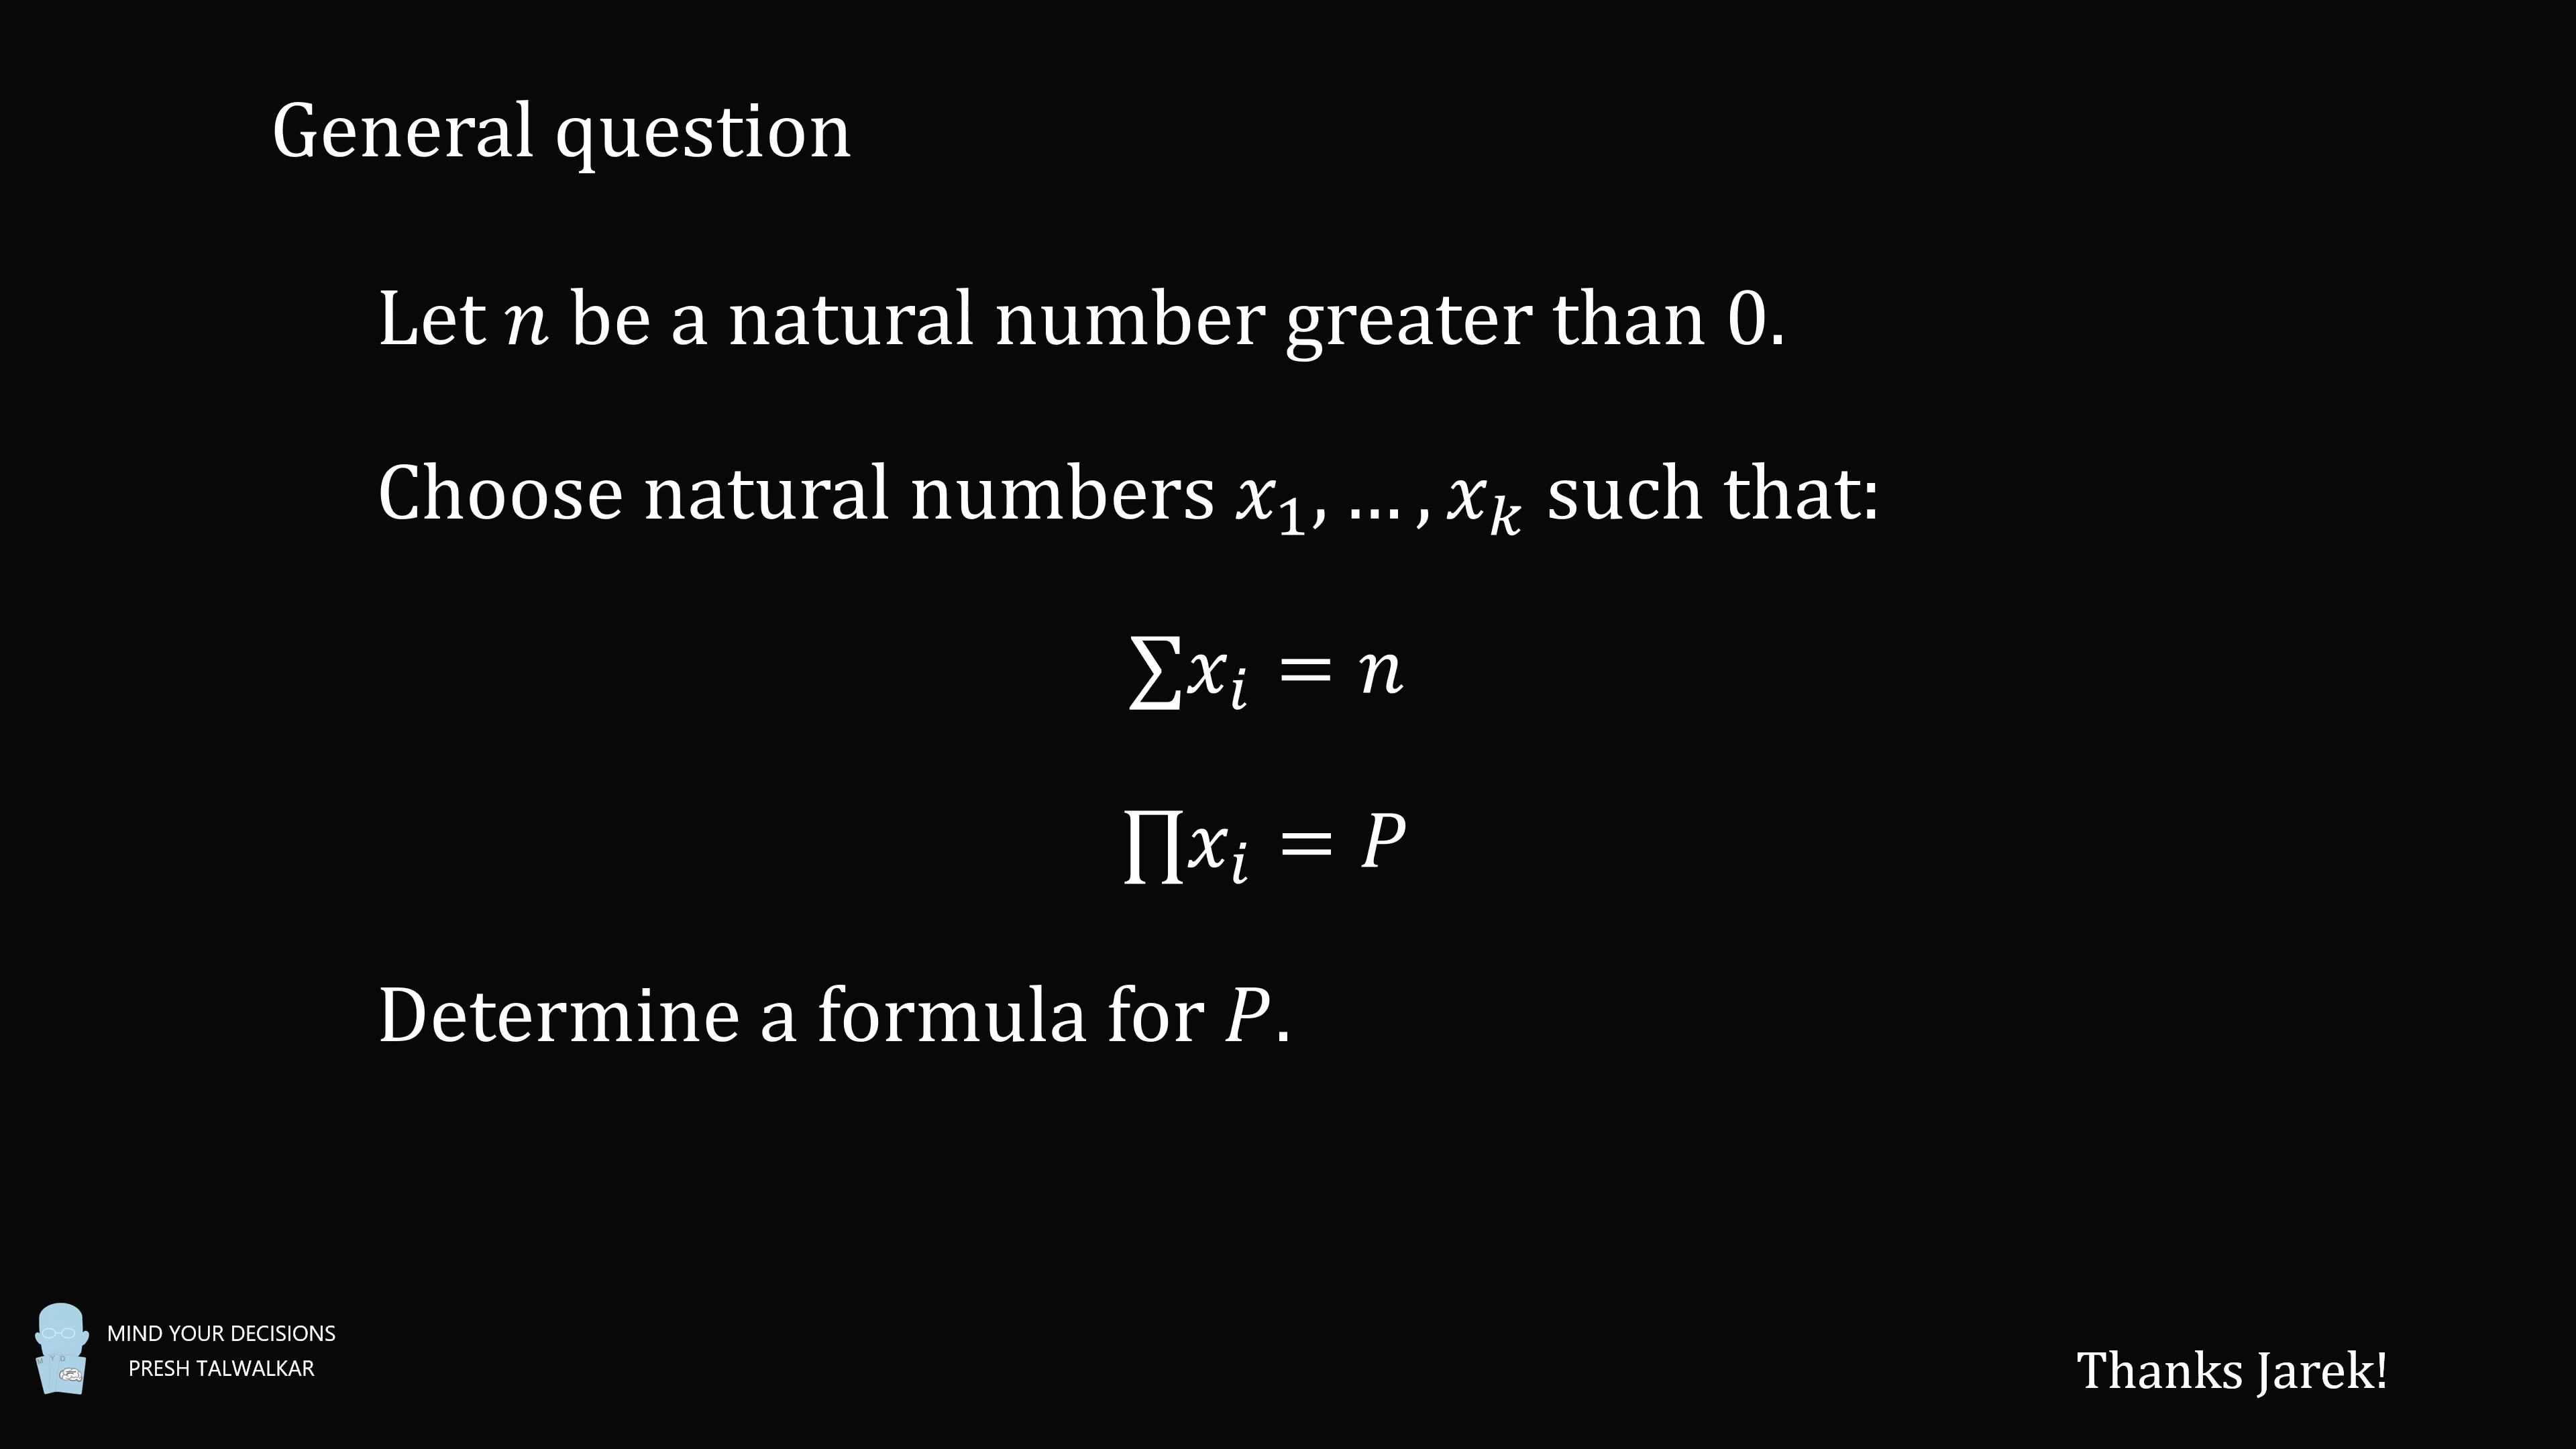 General question
Let n be a natural number greater than 0.
Choose natural numbers x₁, … , xₖ such that:
∑xᵢ = n
∏xᵢ = P
Determine a formula for P.
MIND YOUR DECISIONS
PRESH TALWALKAR
Thanks Jarek!